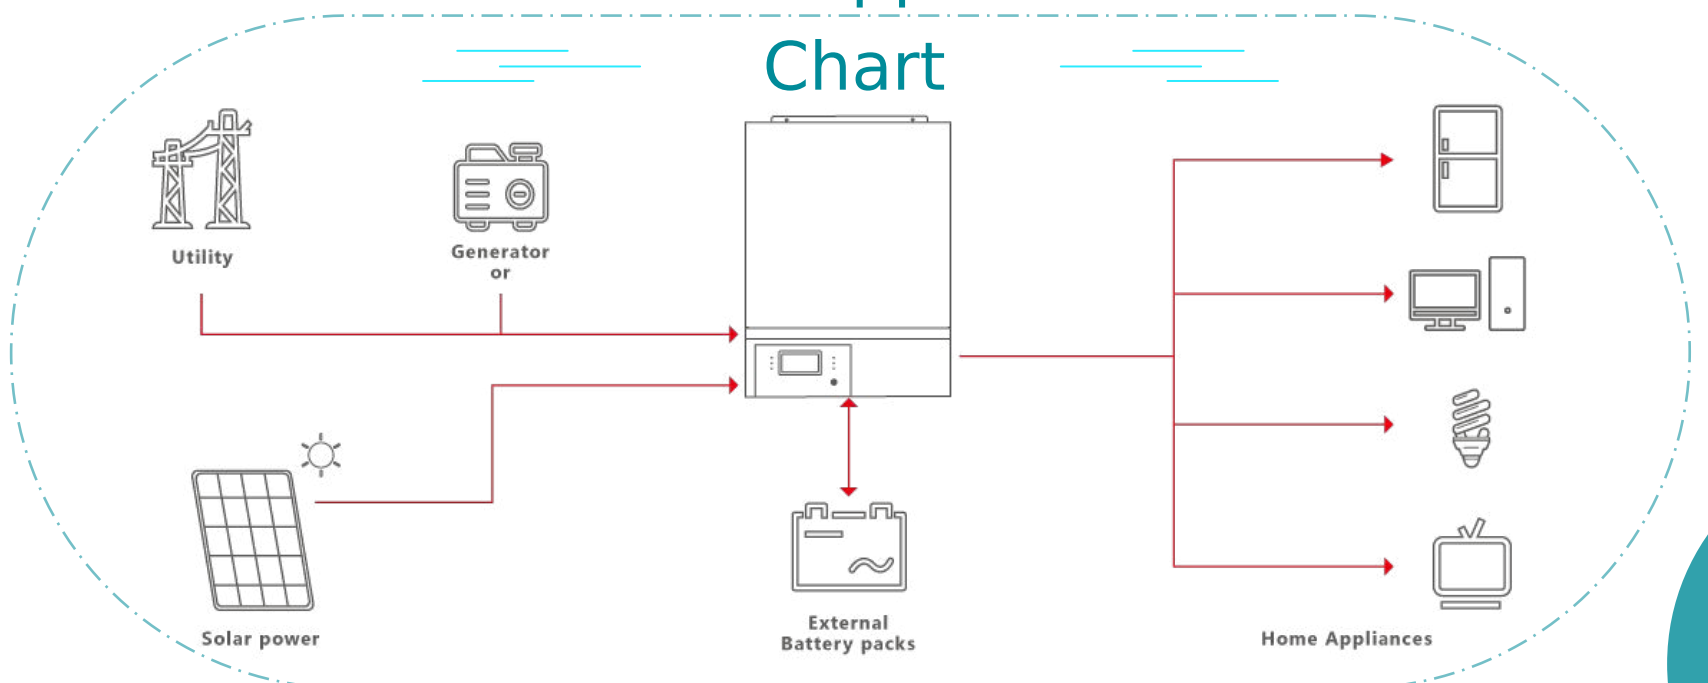 Chart
Utility
Generator
or
Solar power
External
Battery packs
Home Appliances